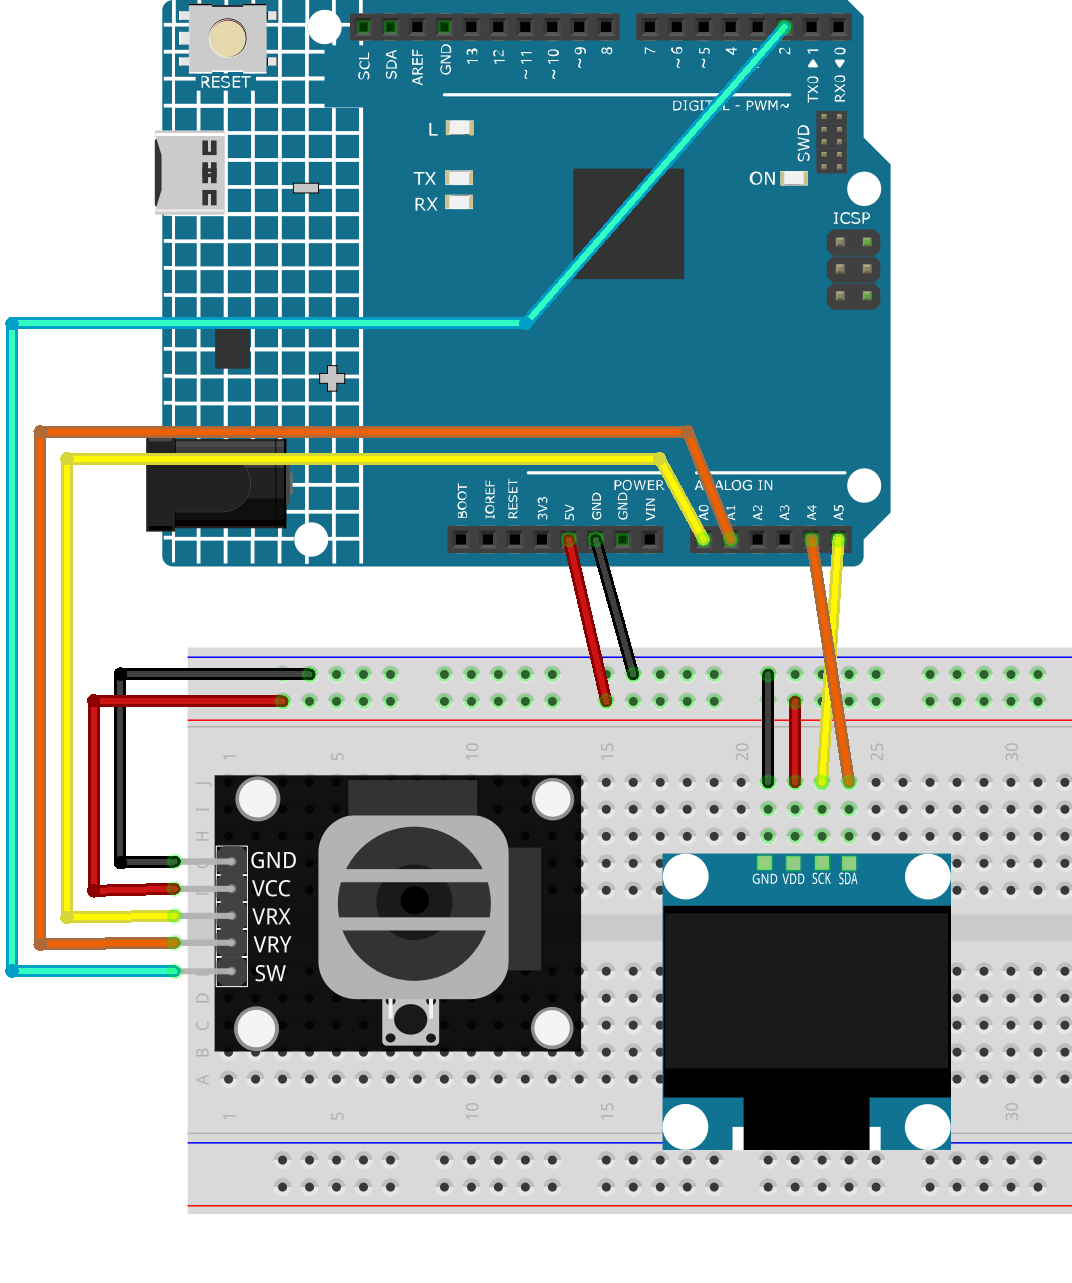 RESET
SCL SDA AREF GND 13 12 ~11 ~10 ~9 8 7 ~6 ~5 4 2 TX0▶1 RX0◀0
DIGITAL - PWM~
L
TX
RX
ON
SWD
ICSP
POWER
ANALOG IN
BOOT IOREF RESET 3V3 5V GND GND VIN A0 A1 A2 A3 A4 A5
1 5 10 15 20 25 30
J
I
H
GND
VCC
VRX
VRY
SW
GND VDD SCK SDA
D
C
B
A
1 5 10 15 30